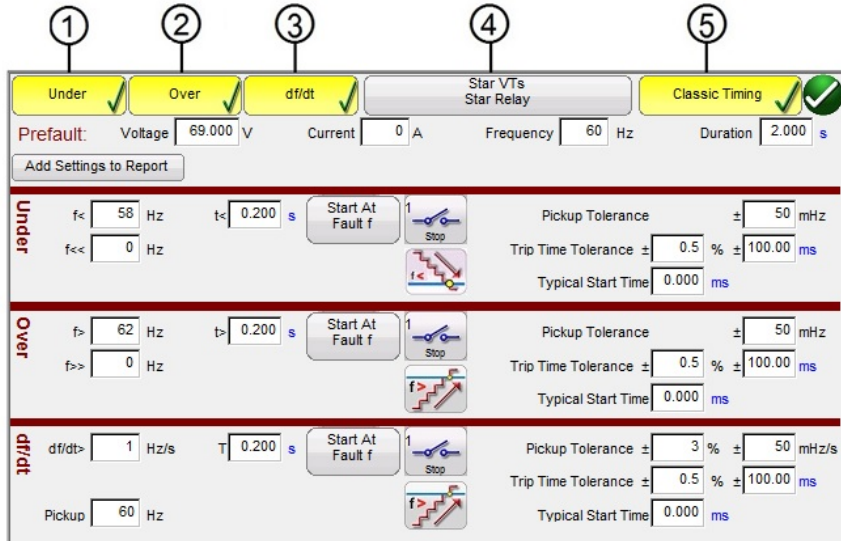 1 2 3 4 5
Under Over df/dt Star VTs Star Relay Classic Timing
Prefault: Voltage 69.000 V Current 0 A Frequency 60 Hz Duration 2.000 s
Add Settings to Report
Under
f< 58 Hz t< 0.200 s Start At Fault f 1 Stop Pickup Tolerance ± 50 mHz
f<< 0 Hz f< Trip Time Tolerance ± 0.5 % ± 100.00 ms
Typical Start Time 0.000 ms
Over
f> 62 Hz t> 0.200 s Start At Fault f 1 Stop Pickup Tolerance ± 50 mHz
f>> 0 Hz f> Trip Time Tolerance ± 0.5 % ± 100.00 ms
Typical Start Time 0.000 ms
df/dt
df/dt> 1 Hz/s T 0.200 s Start At Fault f 1 Stop Pickup Tolerance ± 3 % ± 50 mHz/s
f> Trip Time Tolerance ± 0.5 % ± 100.00 ms
Pickup 60 Hz Typical Start Time 0.000 ms